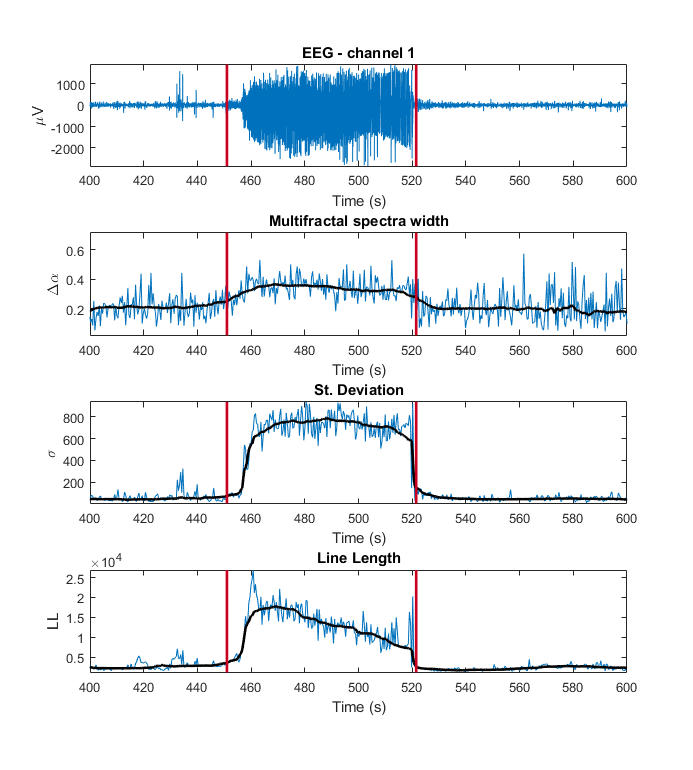 EEG - channel 1
1000
0
-1000
-2000
μV
400 420 440 460 480 500 520 540 560 580 600
Time (s)
Multifractal spectra width
0.6
0.4
0.2
Δ α
400 420 440 460 480 500 520 540 560 580 600
Time (s)
St. Deviation
800
600
400
200
σ
400 420 440 460 480 500 520 540 560 580 600
Time (s)
×10⁴
Line Length
2.5
2
1.5
1
0.5
LL
400 420 440 460 480 500 520 540 560 580 600
Time (s)